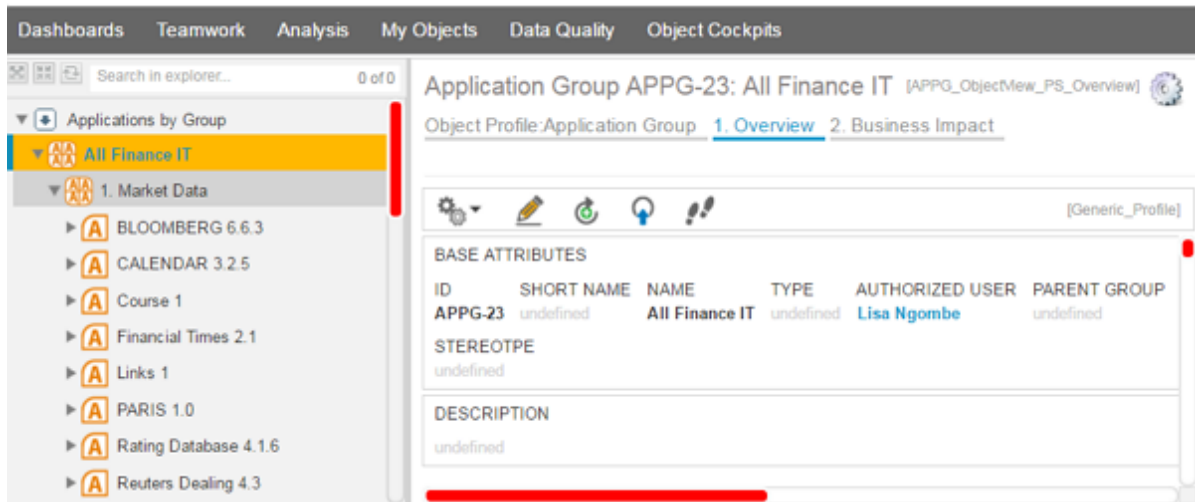 Dashboards Teamwork Analysis My Objects Data Quality Object Cockpits
Search in explorer... 0 of 0
Applications by Group
All Finance IT
1. Market Data
BLOOMBERG 6.6.3
CALENDAR 3.2.5
Course 1
Financial Times 2.1
Links 1
PARIS 1.0
Rating Database 4.1.6
Reuters Dealing 4.3
Application Group APPG-23: All Finance IT [APPG_ObjectView_PS_Overview]
Object Profile:Application Group 1. Overview 2. Business Impact
[Generic_Profile]
BASE ATTRIBUTES
ID SHORT NAME NAME TYPE AUTHORIZED USER PARENT GROUP
APPG-23 undefined All Finance IT undefined Lisa Ngombe undefined
STEREOTPE
undefined
DESCRIPTION
undefined